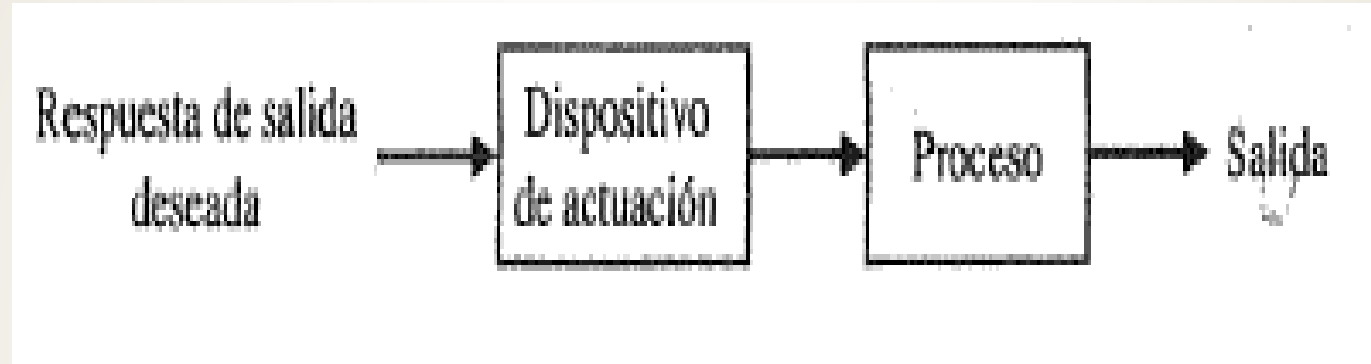 Respuesta de salida
deseada
Dispositivo
de actuación
Proceso
Salida